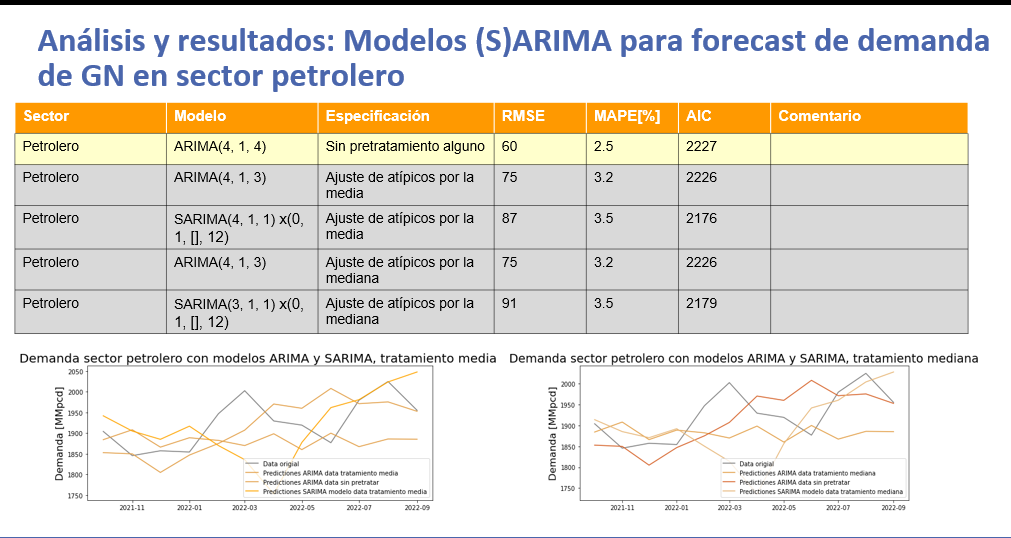 Análisis y resultados: Modelos (S)ARIMA para forecast de demanda
de GN en sector petrolero
Sector Modelo Especificación RMSE MAPE[%] AIC Comentario
Petrolero ARIMA(4, 1, 4) Sin pretratamiento alguno 60 2.5 2227
Petrolero ARIMA(4, 1, 3) Ajuste de atípicos por la 75 3.2 2226
media
Petrolero SARIMA(4, 1, 1) x(0, Ajuste de atípicos por la 87 3.5 2176
1, [], 12) media
Petrolero ARIMA(4, 1, 3) Ajuste de atípicos por la 75 3.2 2226
mediana
Petrolero SARIMA(3, 1, 1) x(0, Ajuste de atípicos por la 91 3.5 2179
1, [], 12) mediana
Demanda sector petrolero con modelos ARIMA y SARIMA, tratamiento media
Demanda [MMpcd]
2050
2000
1950
1900
1850
1800
1750
Data origial
Predictiones ARIMA data tratamiento media
Predictiones ARIMA data sin pretratar
Predictiones SARIMA modelo data tratamiento media
2021-11 2022-01 2022-03 2022-05 2022-07 2022-09
Demanda sector petrolero con modelos ARIMA y SARIMA, tratamiento mediana
Demanda [MMpcd]
2000
1950
1900
1850
1800
1750
Data origial
Predictiones ARIMA data tratamiento mediana
Predictiones ARIMA data sin pretratar
Predictiones SARIMA modelo data tratamiento mediana
2021-11 2022-01 2022-03 2022-05 2022-07 2022-09